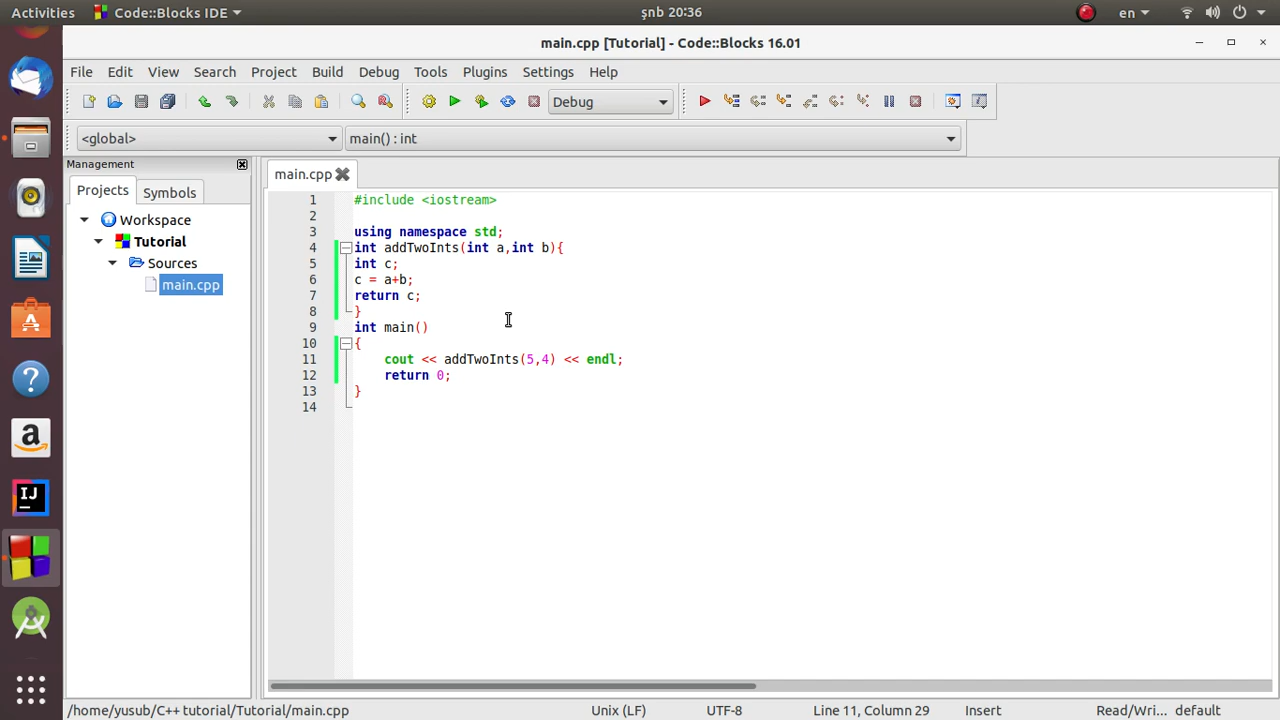 Activities Code::Blocks IDE şnb 20:36 en
main.cpp [Tutorial] - Code::Blocks 16.01
File Edit View Search Project Build Debug Tools Plugins Settings Help
Debug
<global> main() : int
Management
Projects Symbols
Workspace
Tutorial
Sources
main.cpp
main.cpp
1 #include <iostream>
2
3 using namespace std;
4 int addTwoInts(int a,int b){
5 int c;
6 c = a+b;
7 return c;
8 }
9 int main()
10 {
11 cout << addTwoInts(5,4) << endl;
12 return 0;
13 }
14
/home/yusub/C++ tutorial/Tutorial/main.cpp Unix (LF) UTF-8 Line 11, Column 29 Insert Read/Wri... default